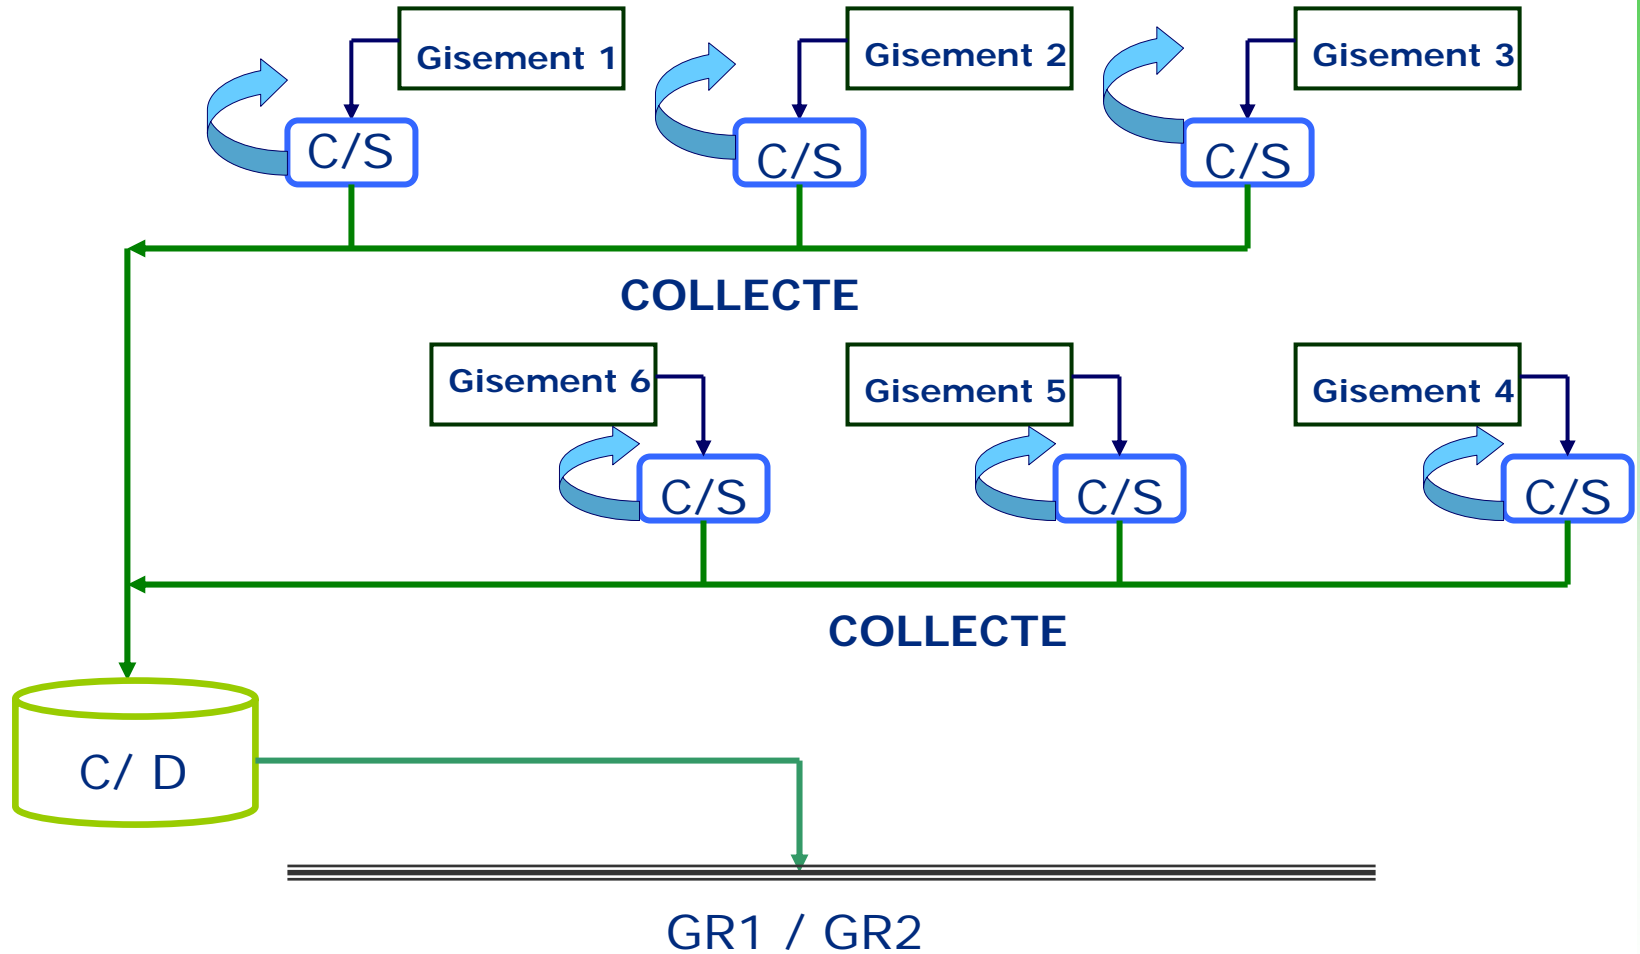 Gisement 1
Gisement 2
Gisement 3
C/S
C/S
C/S
COLLECTE
Gisement 6
Gisement 5
Gisement 4
C/S
C/S
C/S
COLLECTE
C/ D
GR1 / GR2